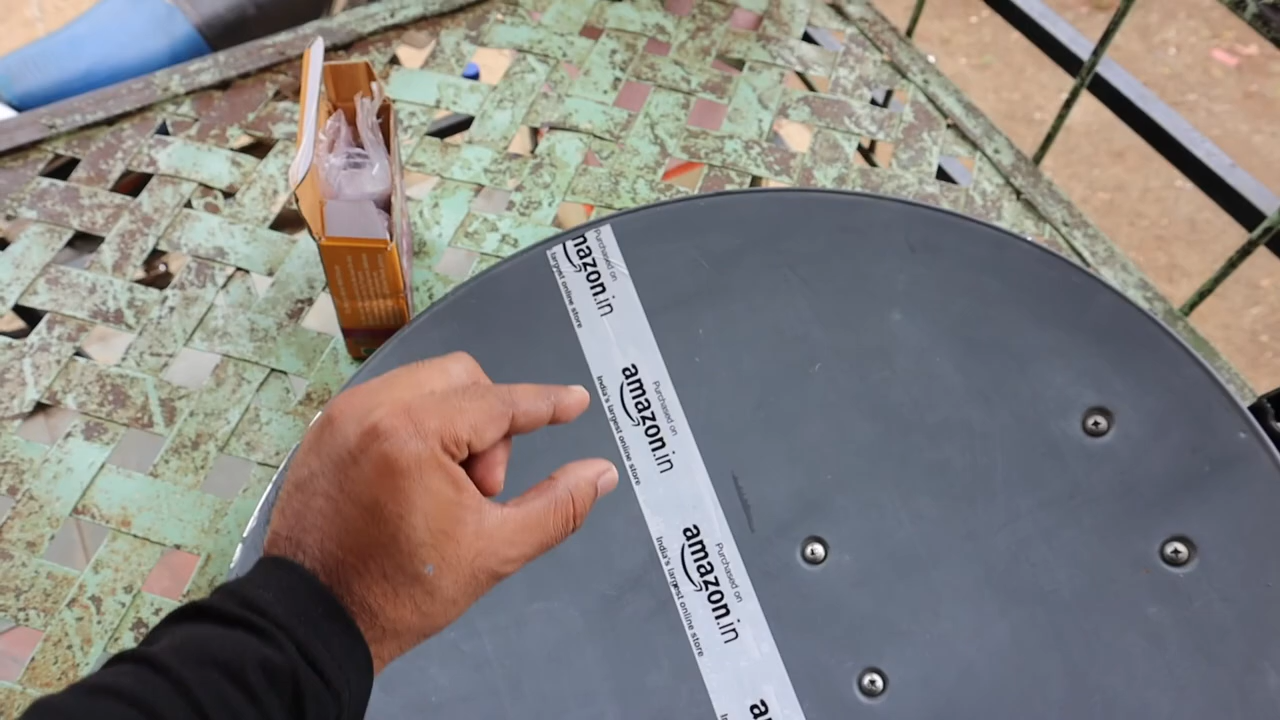 Purchased on
amazon.in
largest online store
Purchased on
amazon.in
India's largest online store
Purchased on
amazon.in
India's largest online store